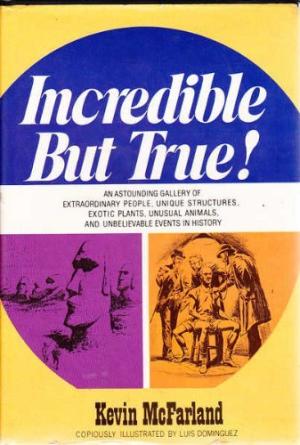 Incredible
But True!
AN ASTOUNDING GALLERY OF
EXTRAORDINARY PEOPLE, UNIQUE STRUCTURES,
EXOTIC PLANTS, UNUSUAL ANIMALS,
AND UNBELIEVABLE EVENTS IN HISTORY
Kevin McFarland
COPIOUSLY ILLUSTRATED BY LUIS DOMINGUEZ